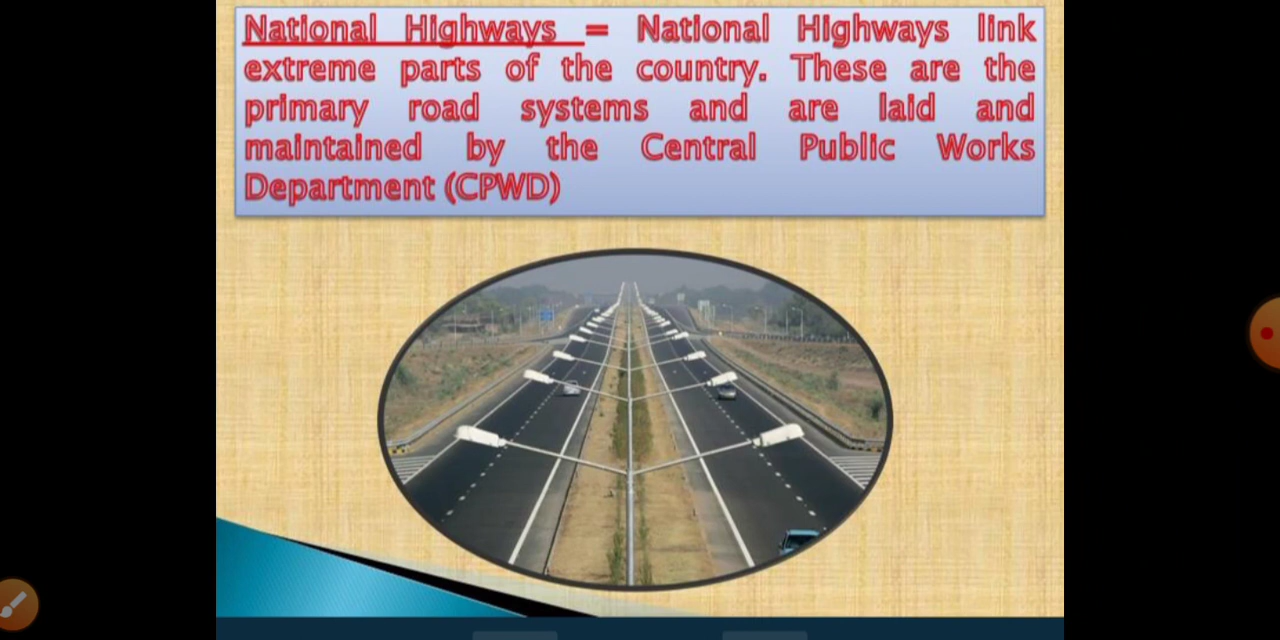 National Highways = National Highways link
extreme parts of the country. These are the
primary road systems and are laid and
maintained by the Central Public Works
Department (CPWD)